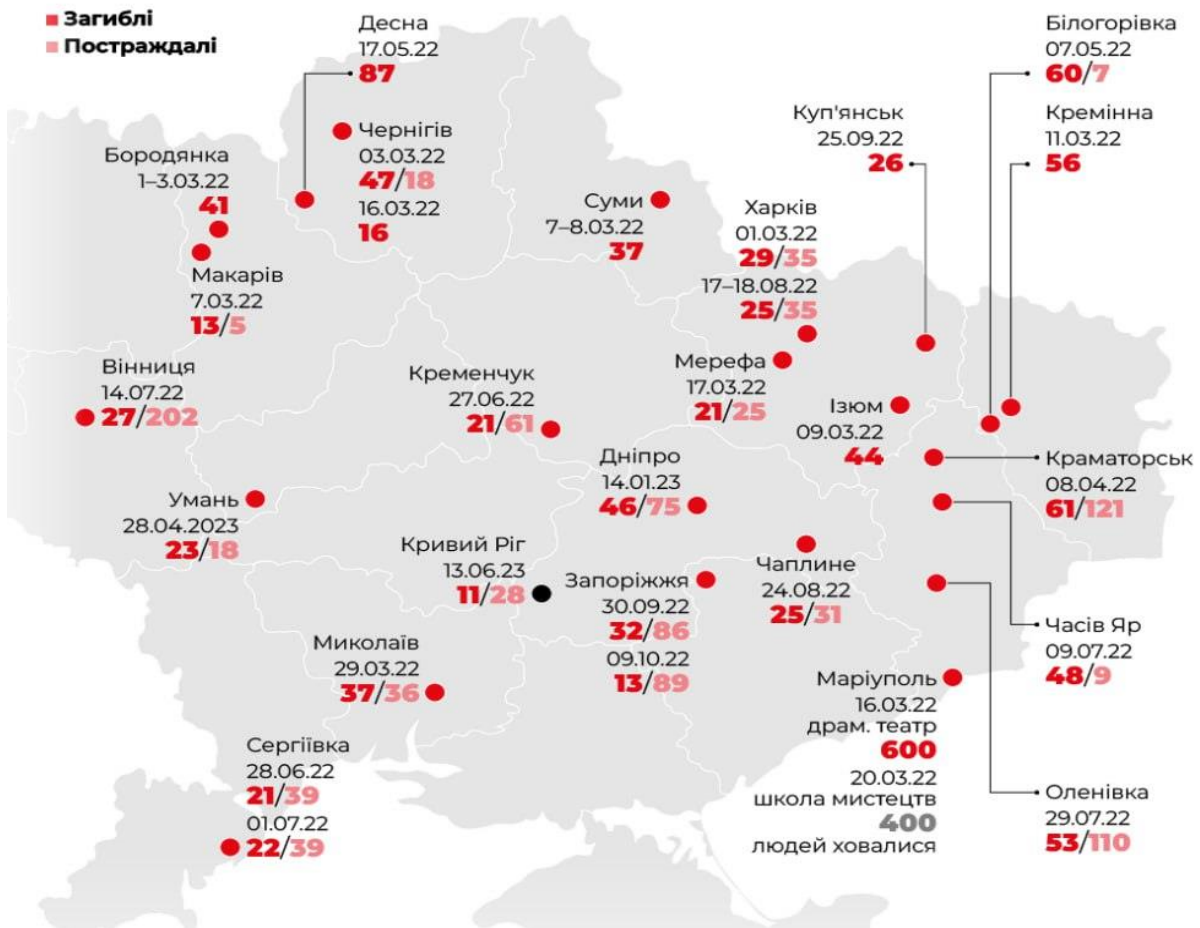 Загиблі
Постраждалі
Десна
17.05.22
87
Чернігів
03.03.22
47/18
16.03.22
16
Бородянка
1–3.03.22
41
Макарів
7.03.22
13/5
Суми
7–8.03.22
37
Харків
01.03.22
29/35
17–18.08.22
25/35
Куп'янськ
25.09.22
26
Білогорівка
07.05.22
60/7
Кремінна
11.03.22
56
Вінниця
14.07.22
27/202
Кременчук
27.06.22
21/61
Мерефа
17.03.22
21/25
Ізюм
09.03.22
44
Краматорськ
08.04.22
61/121
Умань
28.04.2023
23/18
Дніпро
14.01.23
46/75
Кривий Ріг
13.06.23
11/28
Запоріжжя
30.09.22
32/86
09.10.22
13/89
Чаплине
24.08.22
25/31
Часів Яр
09.07.22
48/9
Миколаїв
29.03.22
37/36
Маріуполь
16.03.22
драм. театр
600
20.03.22
школа мистецтв
400
людей ховалися
Сергіївка
28.06.22
21/39
01.07.22
22/39
Оленівка
29.07.22
53/110